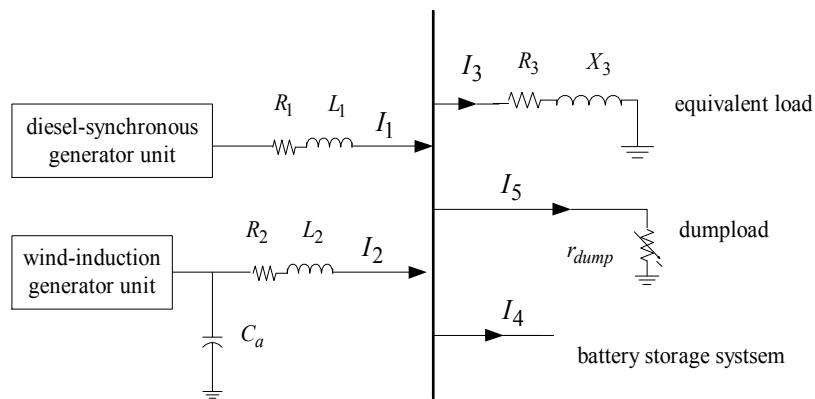 diesel-synchronous
generator unit
R1
L1
I1
wind-induction
generator unit
R2
L2
I2
Ca
I3
R3
X3
equivalent load
I5
rdump
dumpload
I4
battery storage systsem